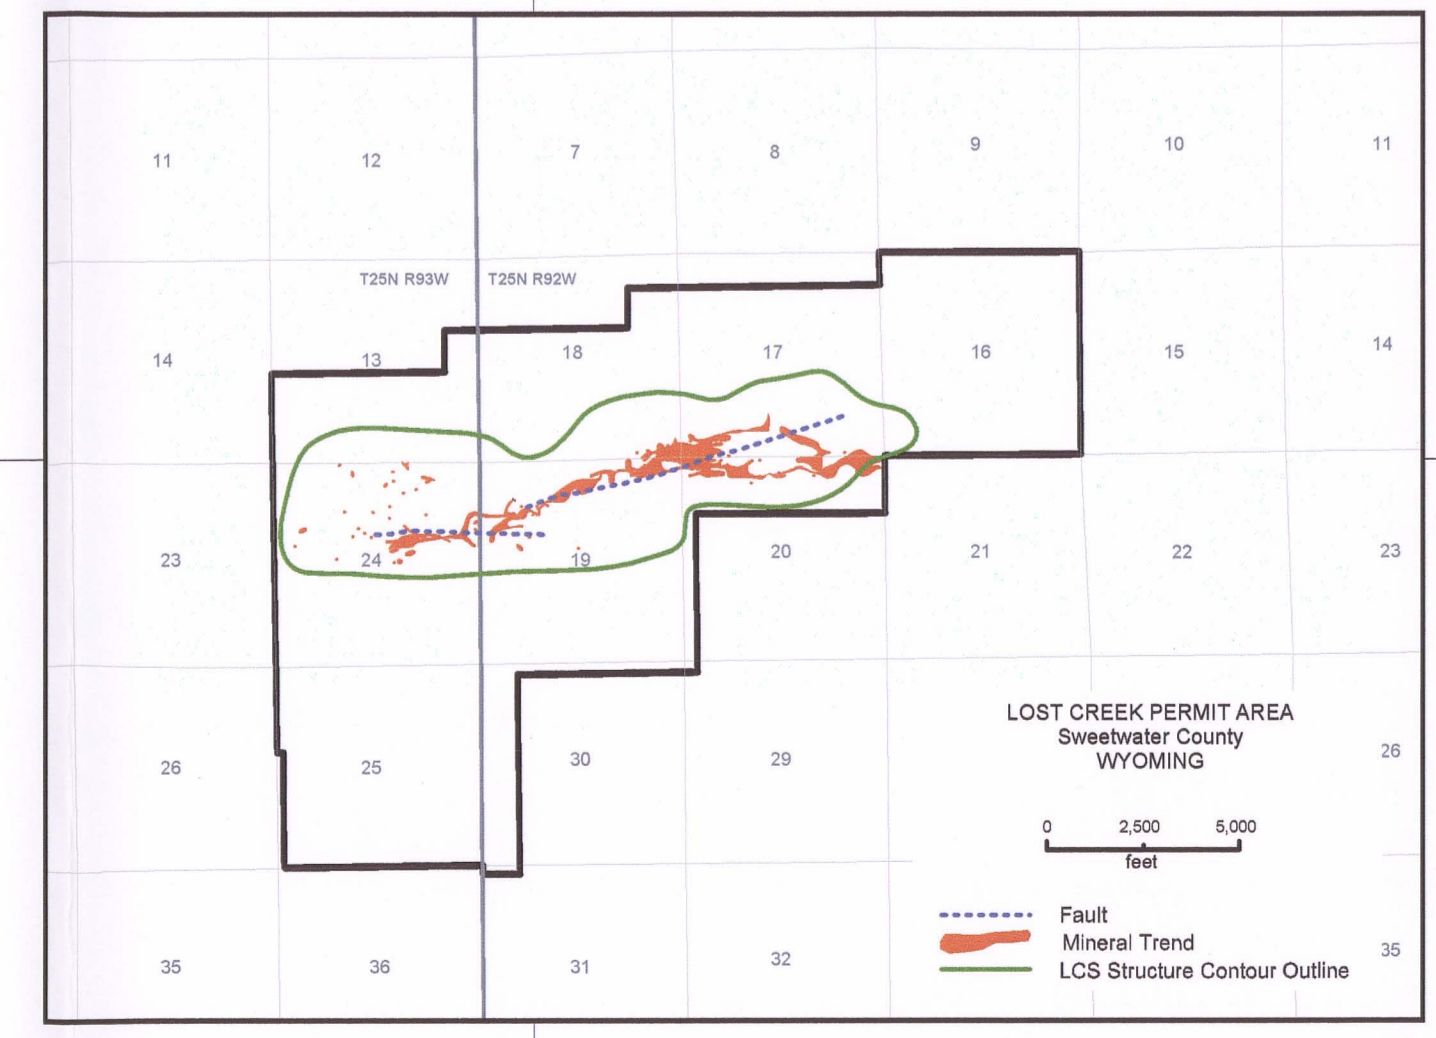 11 12 7 8 9 10 11
T25N R93W T25N R92W
14 13 18 17 16 15 14
23 24 19 20 21 22 23
26 25 30 29 26
35 36 31 32 35
LOST CREEK PERMIT AREA
Sweetwater County
WYOMING
0 2,500 5,000
feet
Fault
Mineral Trend
LCS Structure Contour Outline